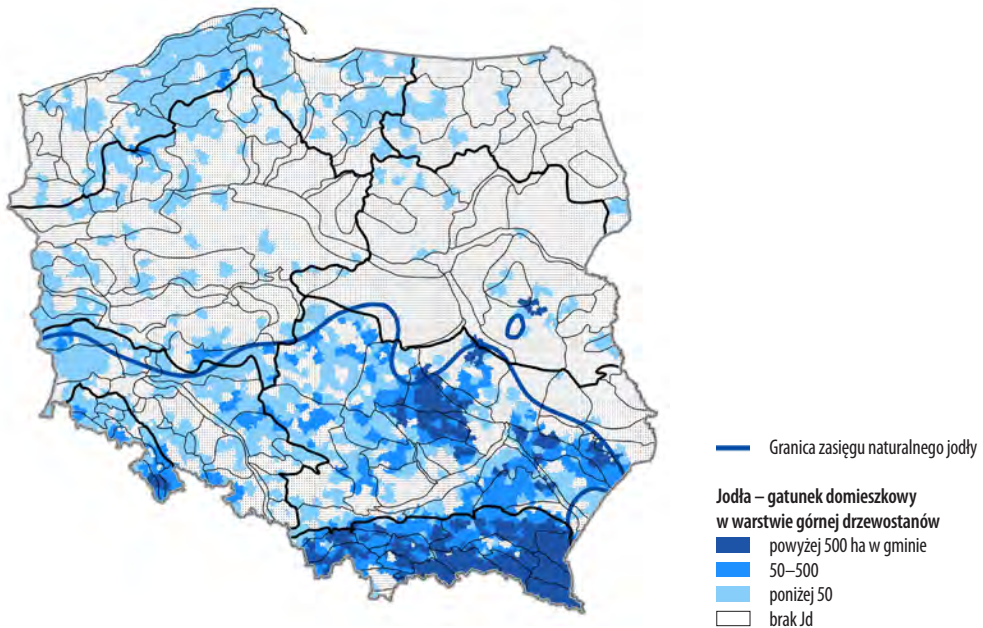 Granica zasięgu naturalnego jodły
Jodła – gatunek domieszkowy
w warstwie górnej drzewostanów
powyżej 500 ha w gminie
50–500
poniżej 50
brak Jd